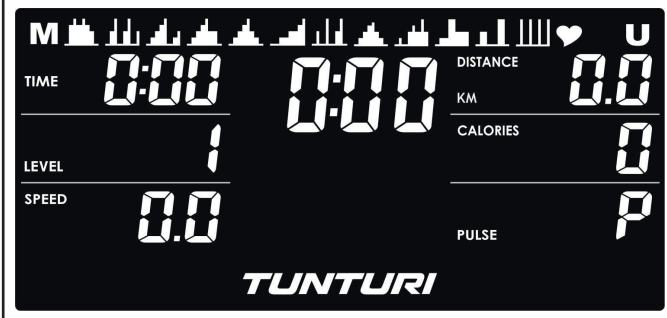 M U
TIME 0:00
0:00
DISTANCE
KM 0.0
LEVEL 1
CALORIES 0
SPEED 0.0
PULSE P
TUNTURI